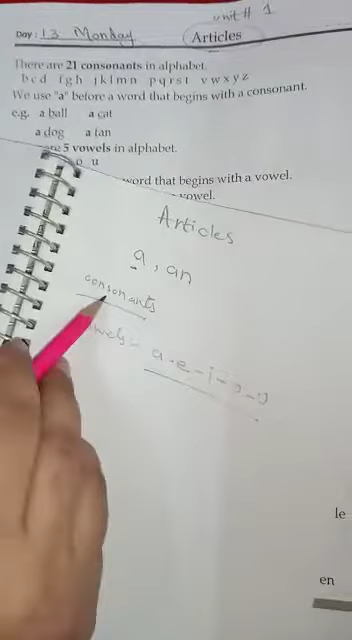 unit # 1
Day: 13 Monday Articles
There are 21 consonants in alphabet.
b c d f g h j k l m n p q r s t v w x y z
We use "a" before a word that begins with a consonant.
e.g. a ball a cat
a dog a tan
are 5 vowels in alphabet.
o u
word that begins with a vowel.
vowel.
Articles
a, an
consonants
a-e-i-o-u
le
en